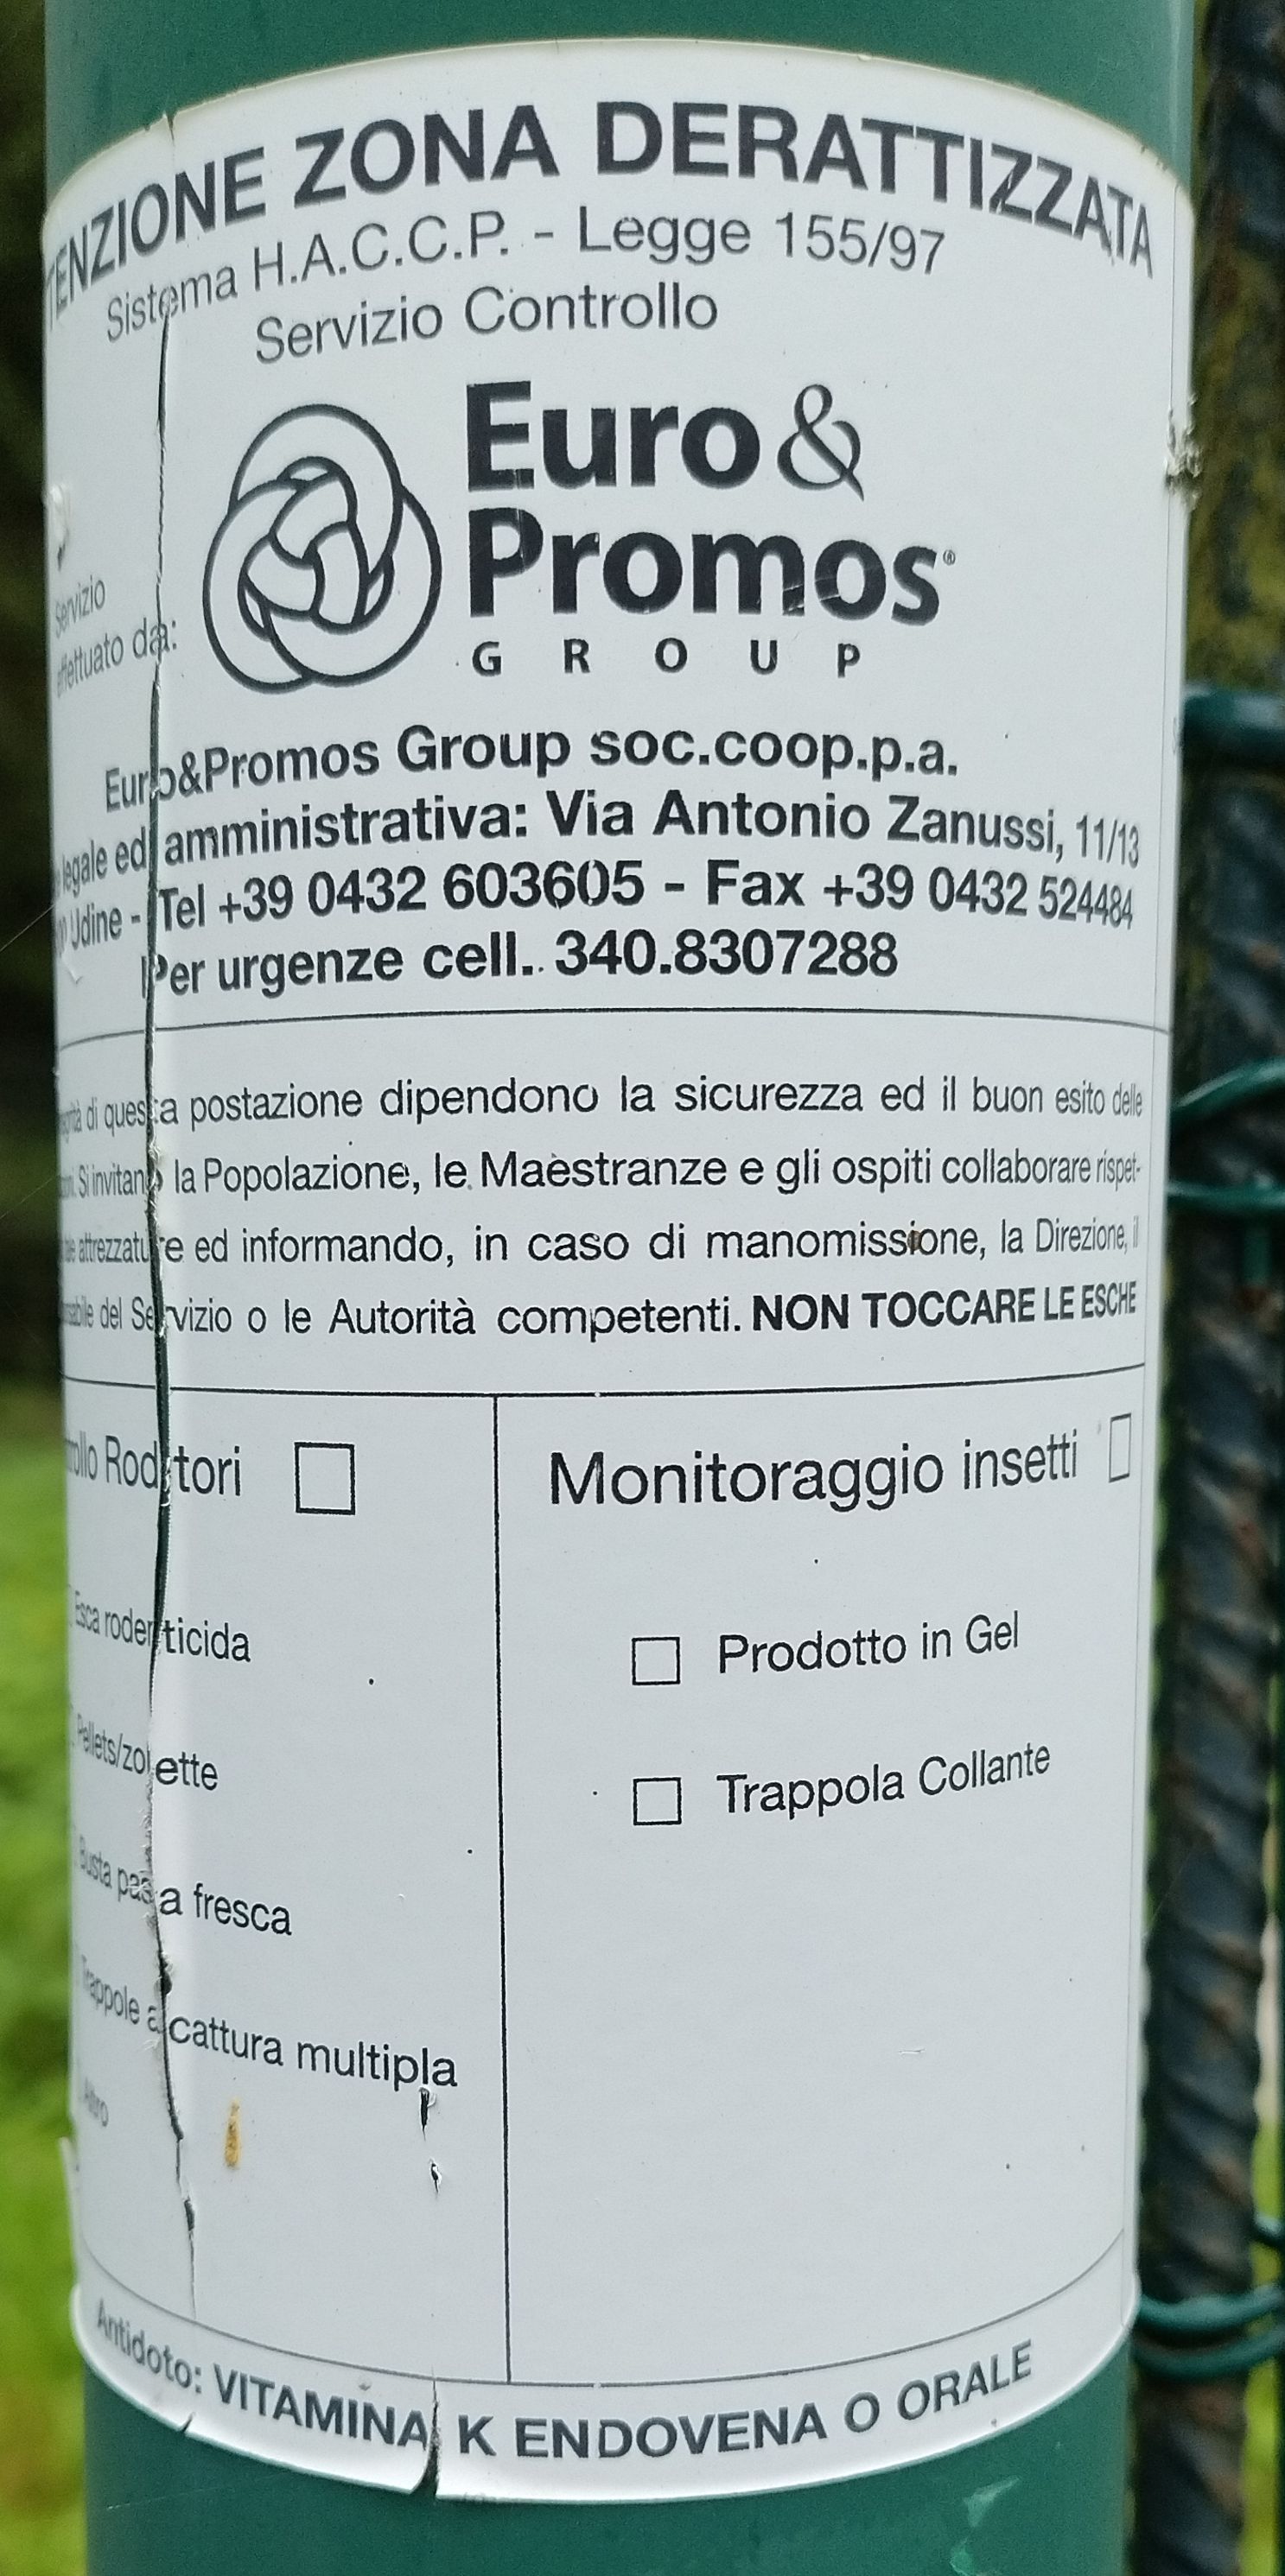 ZONA DERATTIZZATA
Sistema H.A.C.C.P. - Legge 155/97
Servizio Controllo
Euro&
Promos®
GROUP
Servizio
effettuato da:
Euro&Promos Group soc.coop.p.a.
legale ed amministrativa: Via Antonio Zanussi, 11/13
Udine - Tel +39 0432 603605 - Fax +39 0432 524484
Per urgenze cell. 340.8307288
di questa postazione dipendono la sicurezza ed il buon esito delle
Si invitano la Popolazione, le Maestranze e gli ospiti collaborare rispet-
attrezzature ed informando, in caso di manomissione, la Direzione, il
del Servizio o le Autorità competenti. NON TOCCARE LE ESCHE
Roditori
Monitoraggio insetti
Esca rodenticida
Prodotto in Gel
Pellets/zollette
Trappola Collante
Busta pasta fresca
Trappole a cattura multipla
Altro
Antidoto: VITAMINA K ENDOVENA O ORALE